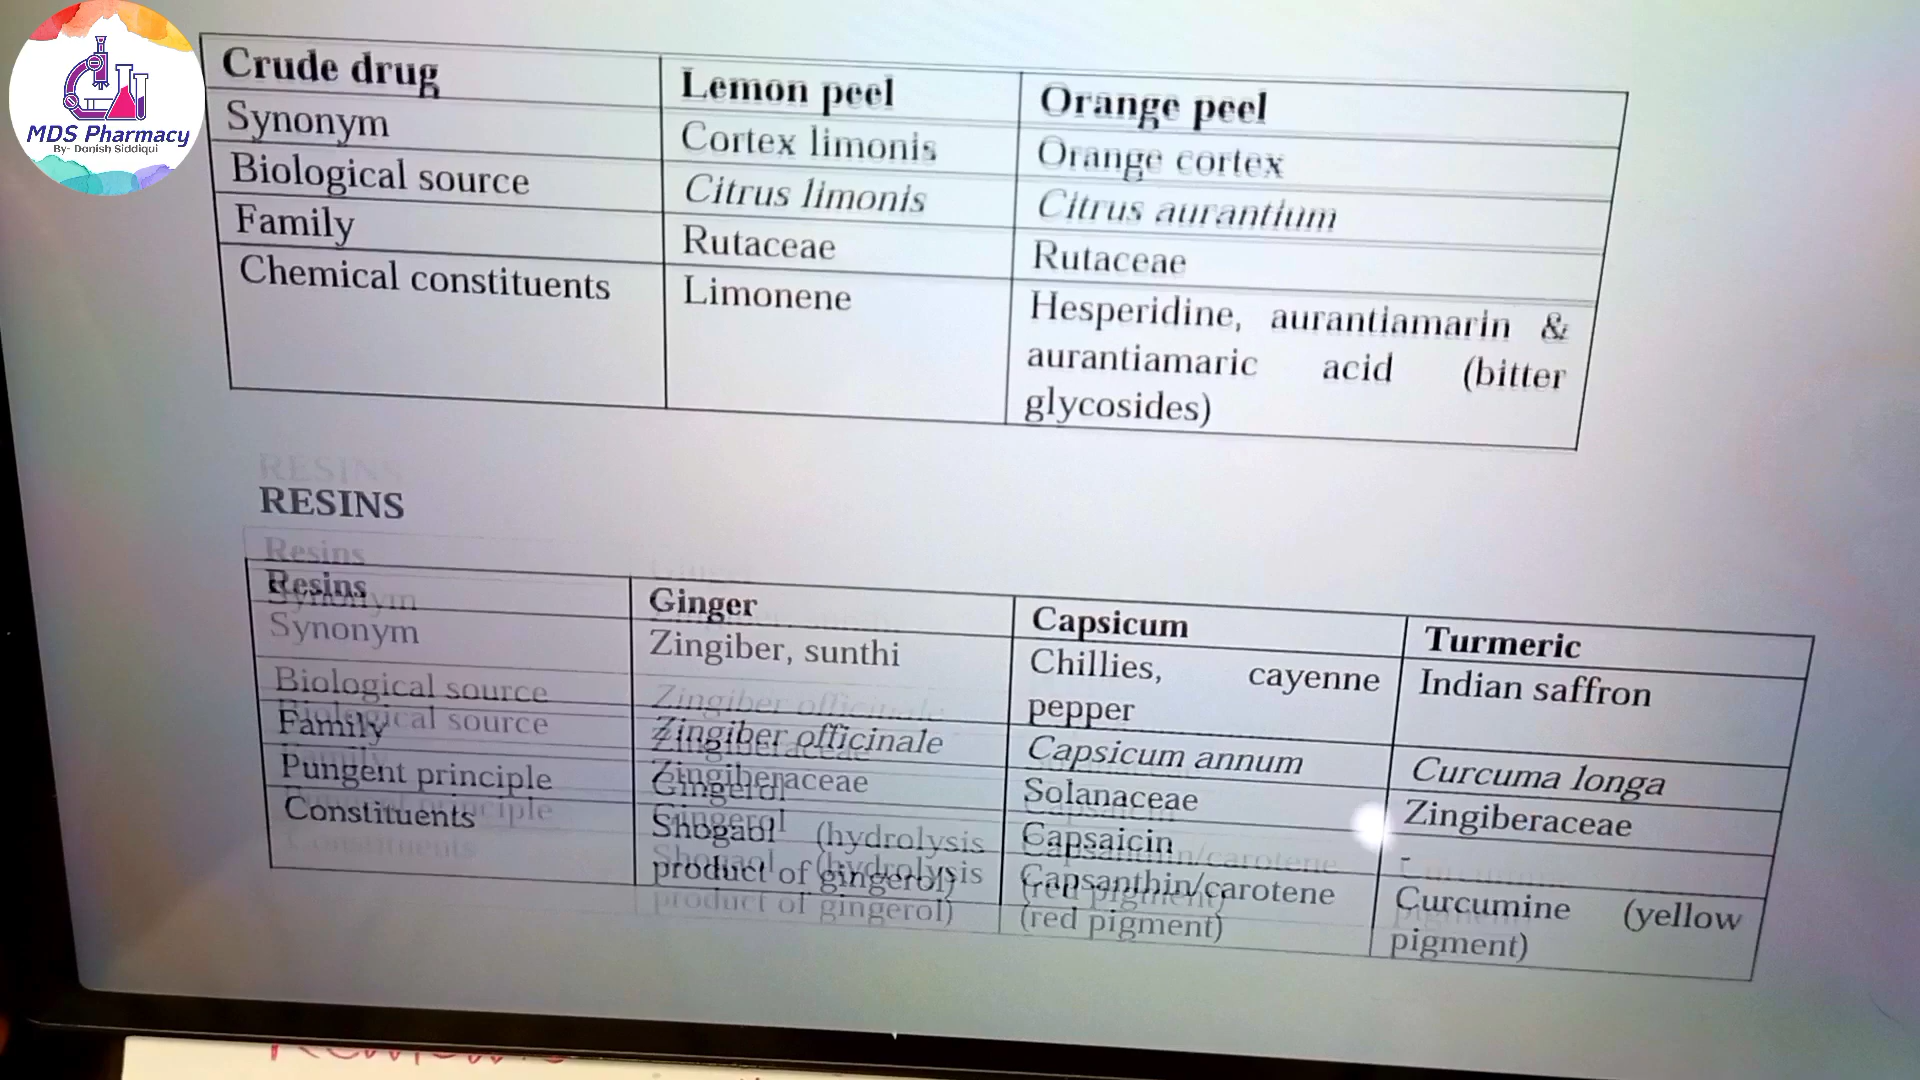 MDS Pharmacy
By- Danish Siddiqui
Crude drug Lemon peel Orange peel
Synonym Cortex limonis Orange cortex
Biological source Citrus limonis Citrus aurantium
Family Rutaceae Rutaceae
Chemical constituents Limonene Hesperidine, aurantiamarin &
aurantiamaric acid (bitter
glycosides)
RESINS
Resins Ginger Capsicum Turmeric
Synonym Zingiber, sunthi Chillies, cayenne Indian saffron
pepper
Biological source Zingiber officinale Capsicum annum Curcuma longa
Family Zingiberaceae Solanaceae Zingiberaceae
Pungent principle Gingerol Capsaicin -
Constituents Shogaol (hydrolysis Capsanthin/carotene Curcumine (yellow
product of gingerol) (red pigment) pigment)